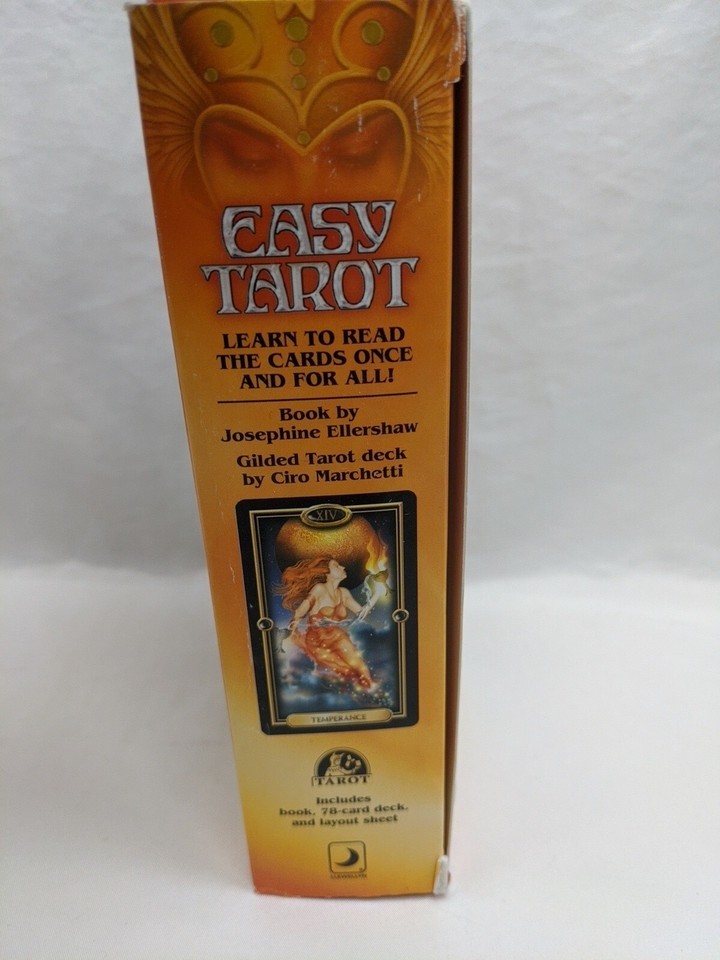 EASY
TAROT
LEARN TO READ
THE CARDS ONCE
AND FOR ALL!
Book by
Josephine Ellershaw
Gilded Tarot deck
by Ciro Marchetti
XIV
TEMPERANCE
TAROT
Includes
book, 78-card deck,
and layout sheet
LLEWELLYN